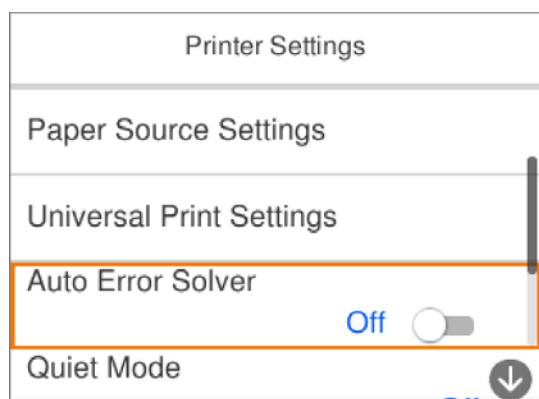 Printer Settings
Paper Source Settings
Universal Print Settings
Auto Error Solver
Off
Quiet Mode